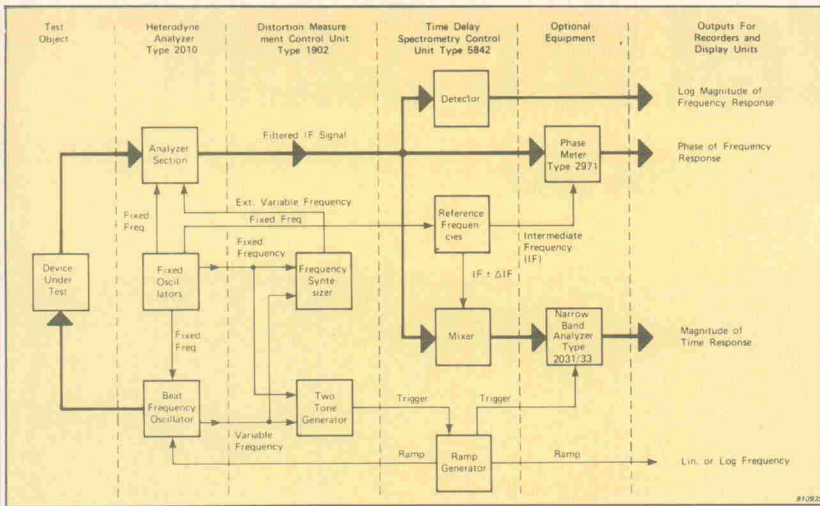 Test
Object
Heterodyne
Analyzer
Type 2010
Distortion Measure
ment Control Unit
Type 1902
Time Delay
Spectrometry Control
Unit Type 5842
Optional
Equipment
Outputs For
Recorders and
Display Units
Detector
Log Magnitude of
Frequency Response
Analyzer
Section
Filtered IF Signal
Phase
Meter
Type 2971
Phase of Frequency
Response
Ext. Variable Frequency
Fixed
Freq.
Fixed Freq
Fixed
Frequency
Reference
Frequen-
cies
Intermediate
Frequency
(IF)
Device
Under
Test
Fixed
Oscil-
lators
Frequency
Synte-
sizer
IF ± ΔIF
Fixed
Freq
Mixer
Narrow
Band
Analyzer
Type
2031/33
Magnitude of
Time Response
Beat
Frequency
Oscillator
Two
Tone
Generator
Trigger
Trigger
Variable
Frequency
Ramp
Ramp
Generator
Ramp
Lin. or Log Frequency